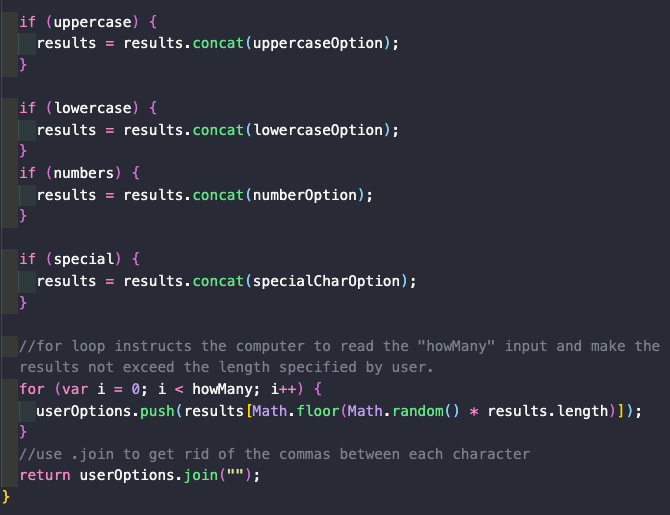 if (uppercase) {
results = results.concat(uppercaseOption);
}
if (lowercase) {
results = results.concat(lowercaseOption);
}
if (numbers) {
results = results.concat(numberOption);
}
if (special) {
results = results.concat(specialCharOption);
}
//for loop instructs the computer to read the "howMany" input and make the
results not exceed the length specified by user.
for (var i = 0; i < howMany; i++) {
userOptions.push(results[Math.floor(Math.random() * results.length)]);
}
//use .join to get rid of the commas between each character
return userOptions.join("");
}